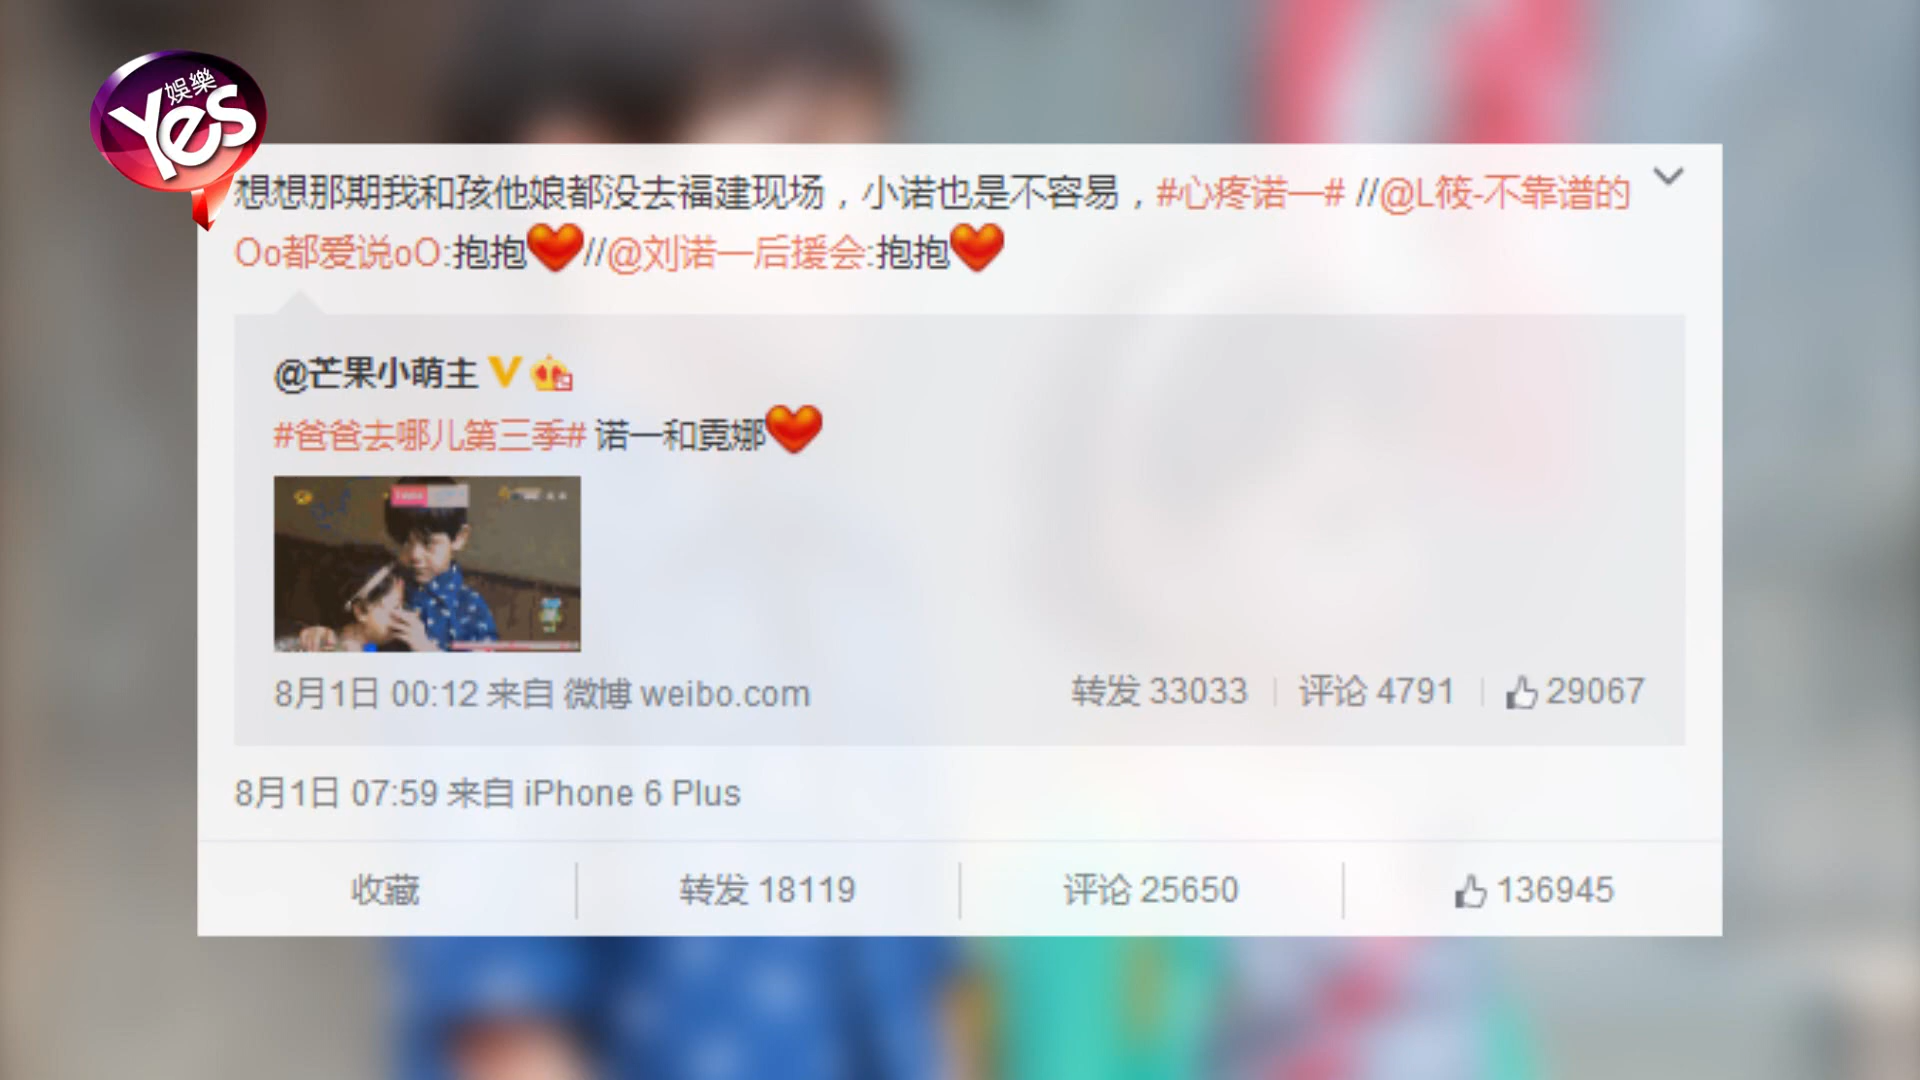 娛樂
Yes
想想那期我和孩他娘都没去福建现场，小诺也是不容易，#心疼诺一# //@L筱-不靠谱的
Oo都爱说oO:抱抱❤//@刘诺一后援会:抱抱❤
@芒果小萌主
#爸爸去哪儿第三季# 诺一和霓娜❤
8月1日 00:12 来自 微博 weibo.com
转发 33033 评论 4791 29067
8月1日 07:59 来自 iPhone 6 Plus
收藏 转发 18119 评论 25650 136945